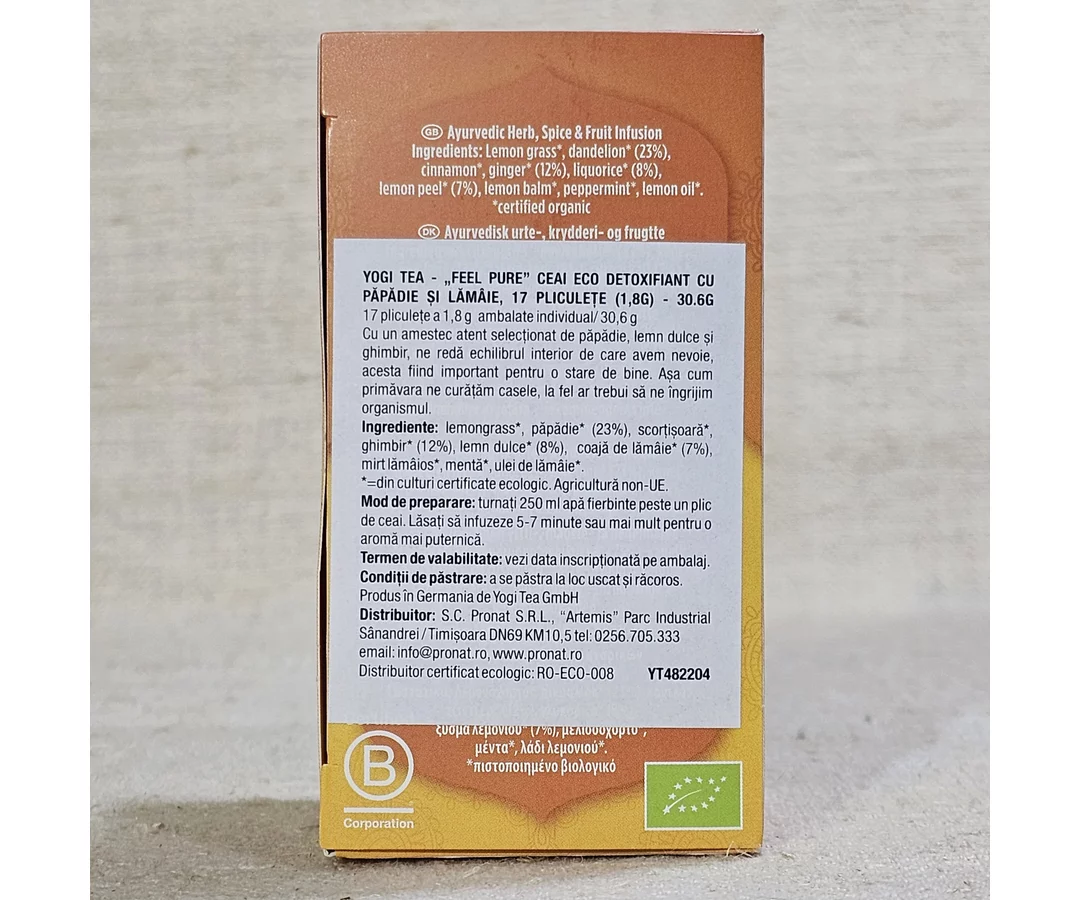 GB Ayurvedic Herb, Spice & Fruit Infusion
Ingredients: Lemon grass*, dandelion* (23%),
cinnamon*, ginger* (12%), liquorice* (8%),
lemon peel* (7%), lemon balm*, peppermint*, lemon oil*.
*certified organic
DK Ayurvedisk urte-, krydderi- og frugtte
YOGI TEA - „FEEL PURE” CEAI ECO DETOXIFIANT CU
PĂPĂDIE ȘI LĂMÂIE, 17 PLICULEȚE (1,8G) - 30.6G
17 pliculețe a 1,8 g ambalate individual/ 30,6 g
Cu un amestec atent selecționat de păpădie, lemn dulce și
ghimbir, ne redă echilibrul interior de care avem nevoie,
acesta fiind important pentru o stare de bine. Așa cum
primăvara ne curățăm casele, la fel ar trebui să ne îngrijim
organismul.
Ingrediente: lemongrass*, păpădie* (23%), scorțișoară*,
ghimbir* (12%), lemn dulce* (8%), coajă de lămâie* (7%),
mirt lămâios*, mentă*, ulei de lămâie*.
*=din culturi certificate ecologic. Agricultură non-UE.
Mod de preparare: turnați 250 ml apă fierbinte peste un plic
de ceai. Lăsați să infuzeze 5-7 minute sau mai mult pentru o
aromă mai puternică.
Termen de valabilitate: vezi data inscripționată pe ambalaj.
Condiții de păstrare: a se păstra la loc uscat și răcoros.
Produs în Germania de Yogi Tea GmbH
Distribuitor: S.C. Pronat S.R.L., “Artemis” Parc Industrial
Sânandrei / Timișoara DN69 KM10,5 tel: 0256.705.333
email: info@pronat.ro, www.pronat.ro
Distribuitor certificat ecologic: RO-ECO-008 YT482204
ξύσμα λεμονιού* (7%), μελισσόχορτο*,
μέντα*, λάδι λεμονιού*.
*πιστοποιημένο βιολογικό
B
Corporation